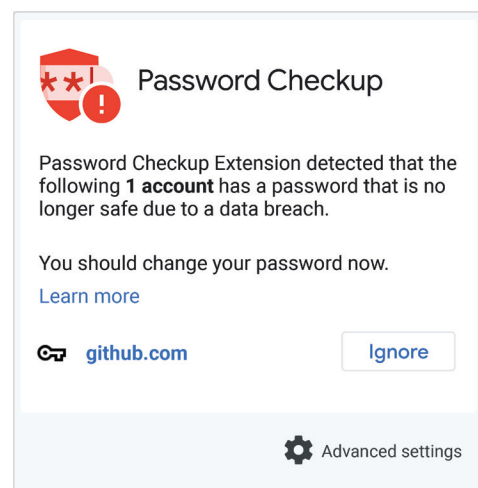 Password Checkup
Password Checkup Extension detected that the
following 1 account has a password that is no
longer safe due to a data breach.
You should change your password now.
Learn more
github.com
Ignore
Advanced settings